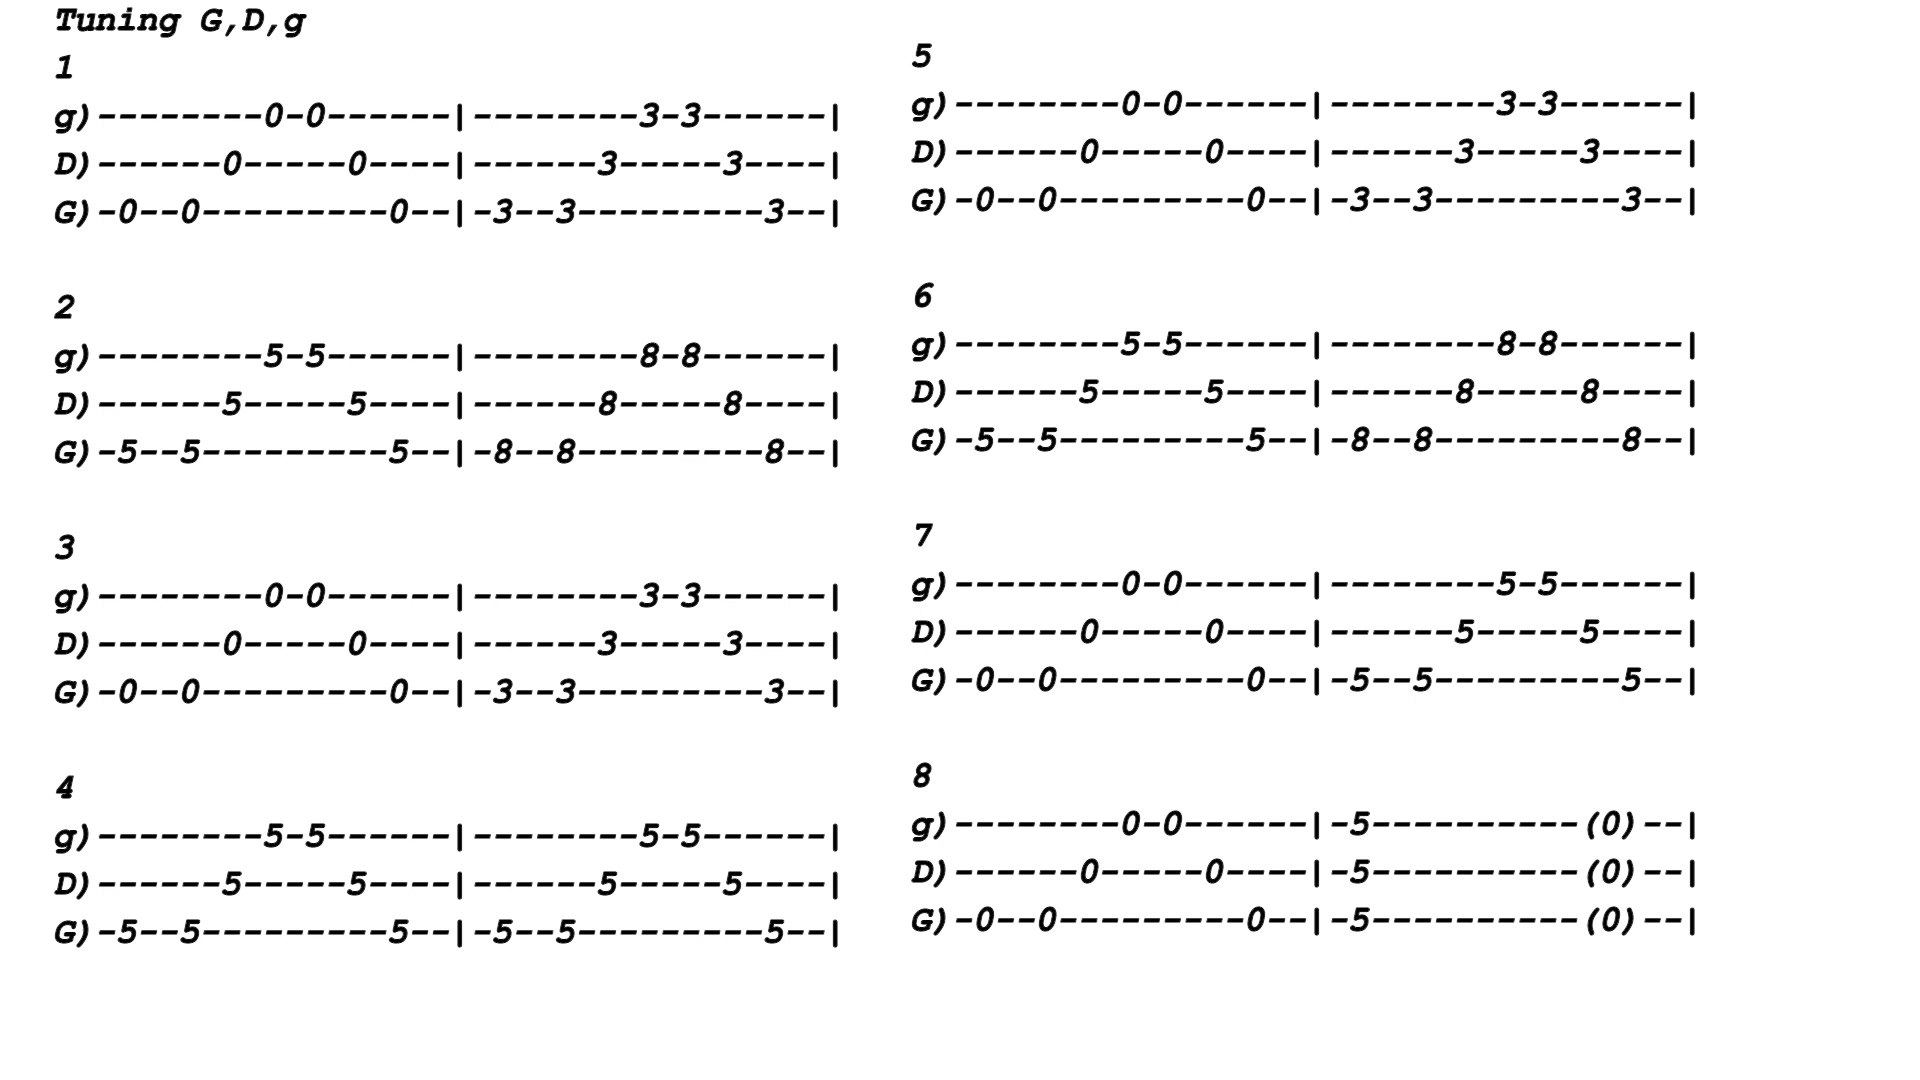 Tuning G,D,g
1
g)--------0-0------|--------3-3------|
D)------0-----0----|------3-----3----|
G)-0--0---------0--|-3--3---------3--|
2
g)--------5-5------|--------8-8------|
D)------5-----5----|------8-----8----|
G)-5--5---------5--|-8--8---------8--|
3
g)--------0-0------|--------3-3------|
D)------0-----0----|------3-----3----|
G)-0--0---------0--|-3--3---------3--|
4
g)--------5-5------|--------5-5------|
D)------5-----5----|------5-----5----|
G)-5--5---------5--|-5--5---------5--|
5
g)--------0-0------|--------3-3------|
D)------0-----0----|------3-----3----|
G)-0--0---------0--|-3--3---------3--|
6
g)--------5-5------|--------8-8------|
D)------5-----5----|------8-----8----|
G)-5--5---------5--|-8--8---------8--|
7
g)--------0-0------|--------5-5------|
D)------0-----0----|------5-----5----|
G)-0--0---------0--|-5--5---------5--|
8
g)--------0-0------|-5----------(0)--|
D)------0-----0----|-5----------(0)--|
G)-0--0---------0--|-5----------(0)--|